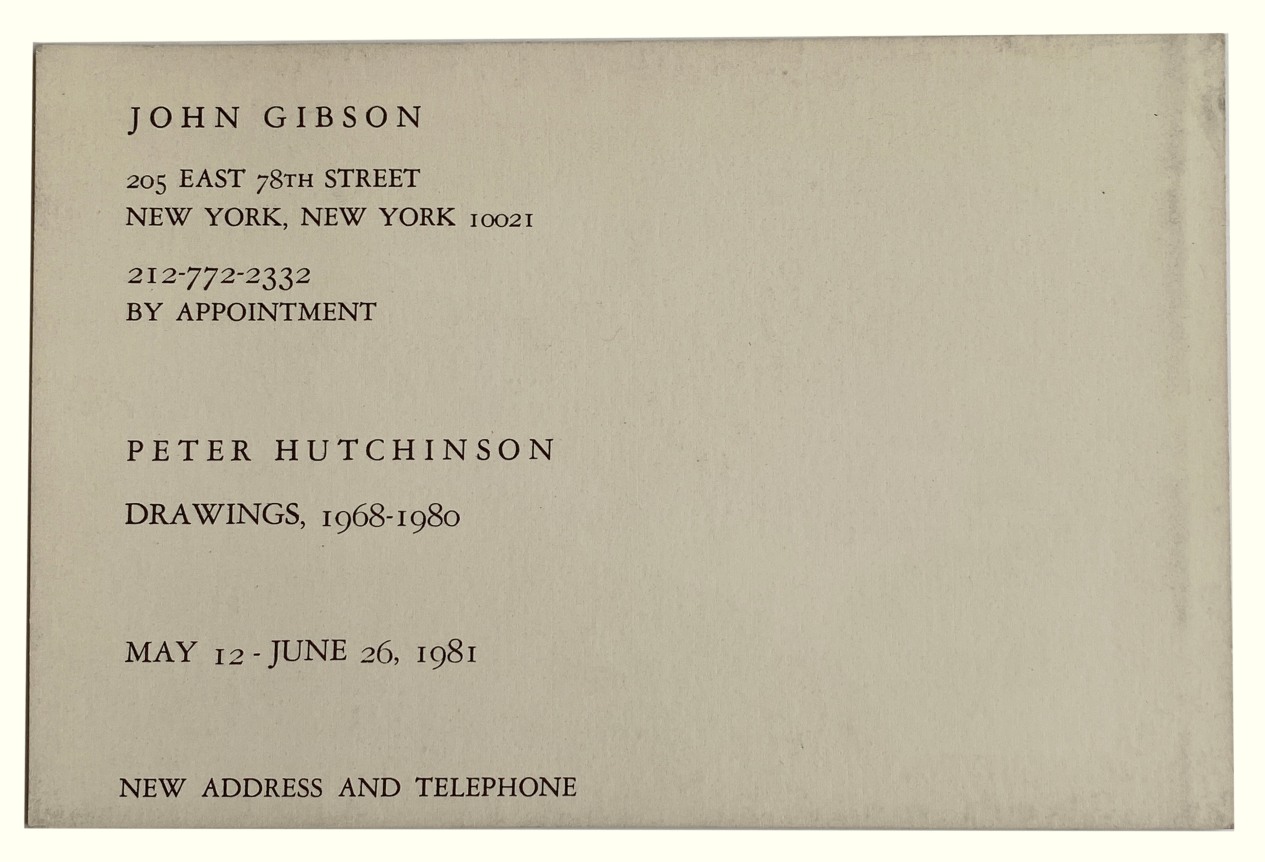 JOHN GIBSON
205 EAST 78TH STREET
NEW YORK, NEW YORK 10021
212-772-2332
BY APPOINTMENT
PETER HUTCHINSON
DRAWINGS, 1968-1980
MAY 12 - JUNE 26, 1981
NEW ADDRESS AND TELEPHONE